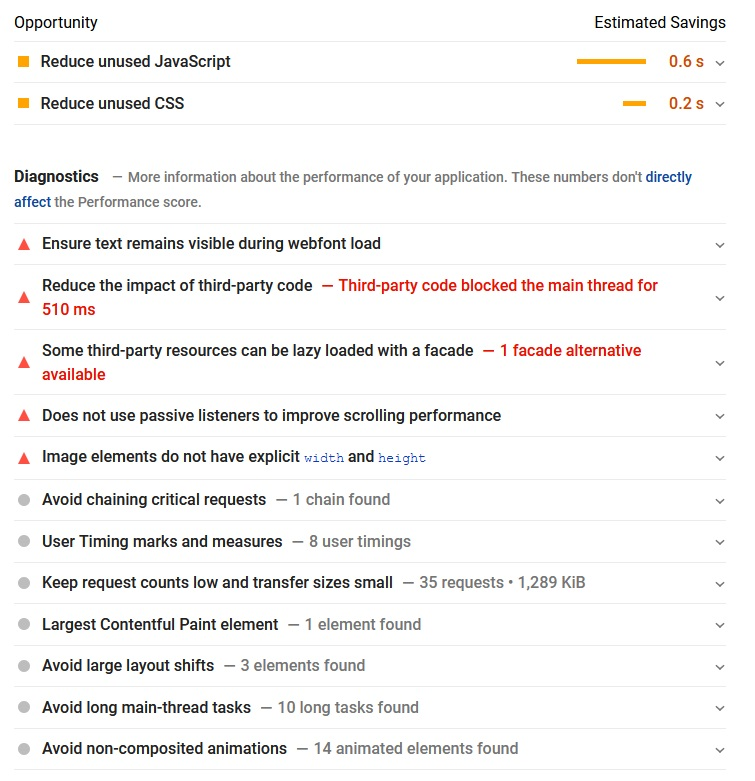 Opportunity Estimated Savings
Reduce unused JavaScript 0.6 s
Reduce unused CSS 0.2 s
Diagnostics — More information about the performance of your application. These numbers don't directly
affect the Performance score.
Ensure text remains visible during webfont load
Reduce the impact of third-party code — Third-party code blocked the main thread for
510 ms
Some third-party resources can be lazy loaded with a facade — 1 facade alternative
available
Does not use passive listeners to improve scrolling performance
Image elements do not have explicit width and height
Avoid chaining critical requests — 1 chain found
User Timing marks and measures — 8 user timings
Keep request counts low and transfer sizes small — 35 requests • 1,289 KiB
Largest Contentful Paint element — 1 element found
Avoid large layout shifts — 3 elements found
Avoid long main-thread tasks — 10 long tasks found
Avoid non-composited animations — 14 animated elements found